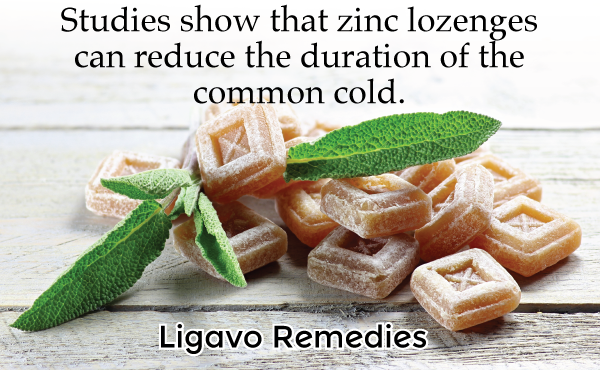 Studies show that zinc lozenges
can reduce the duration of the
common cold.
Ligavo Remedies